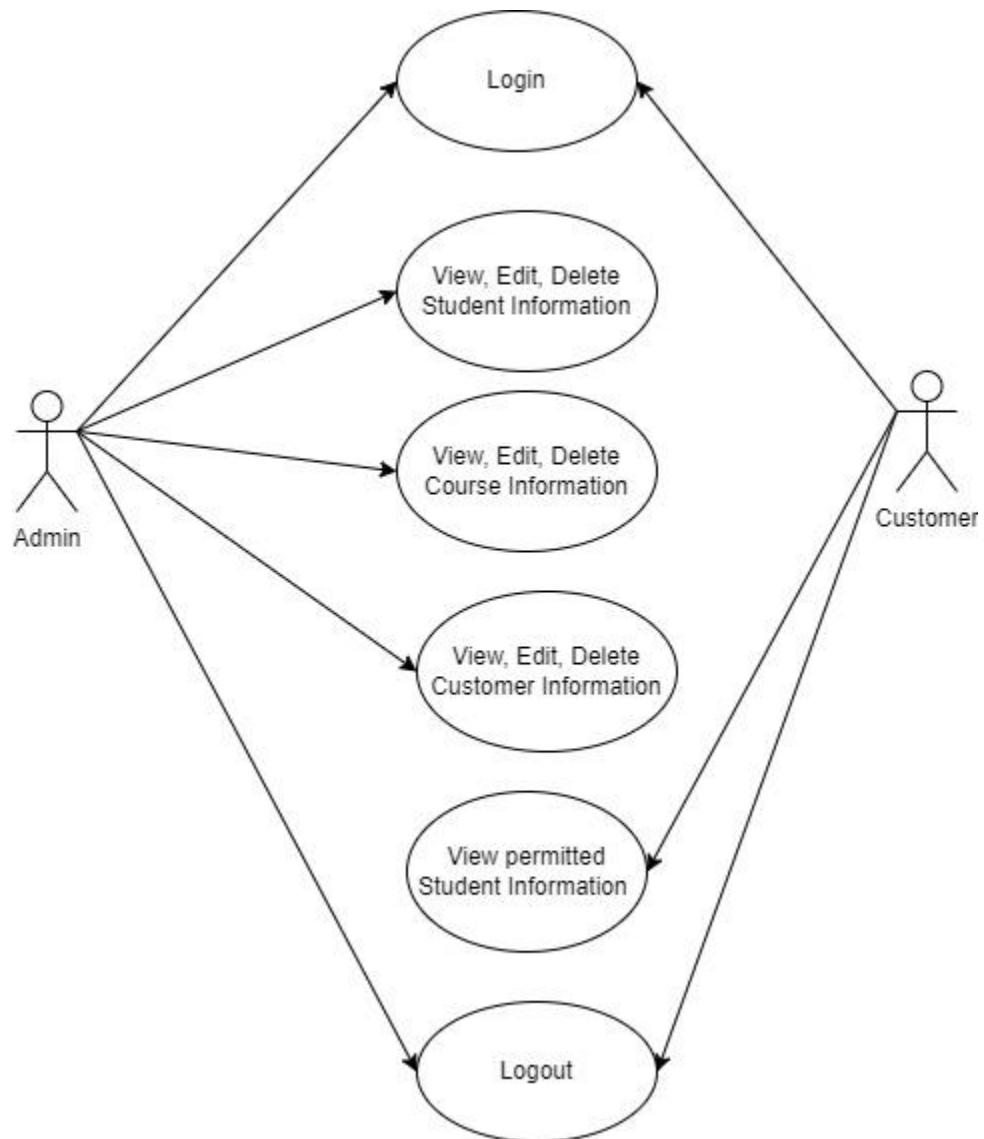 Login
View, Edit, Delete
Student Information
View, Edit, Delete
Course Information
Admin
Customer
View, Edit, Delete
Customer Information
View permitted
Student Information
Logout